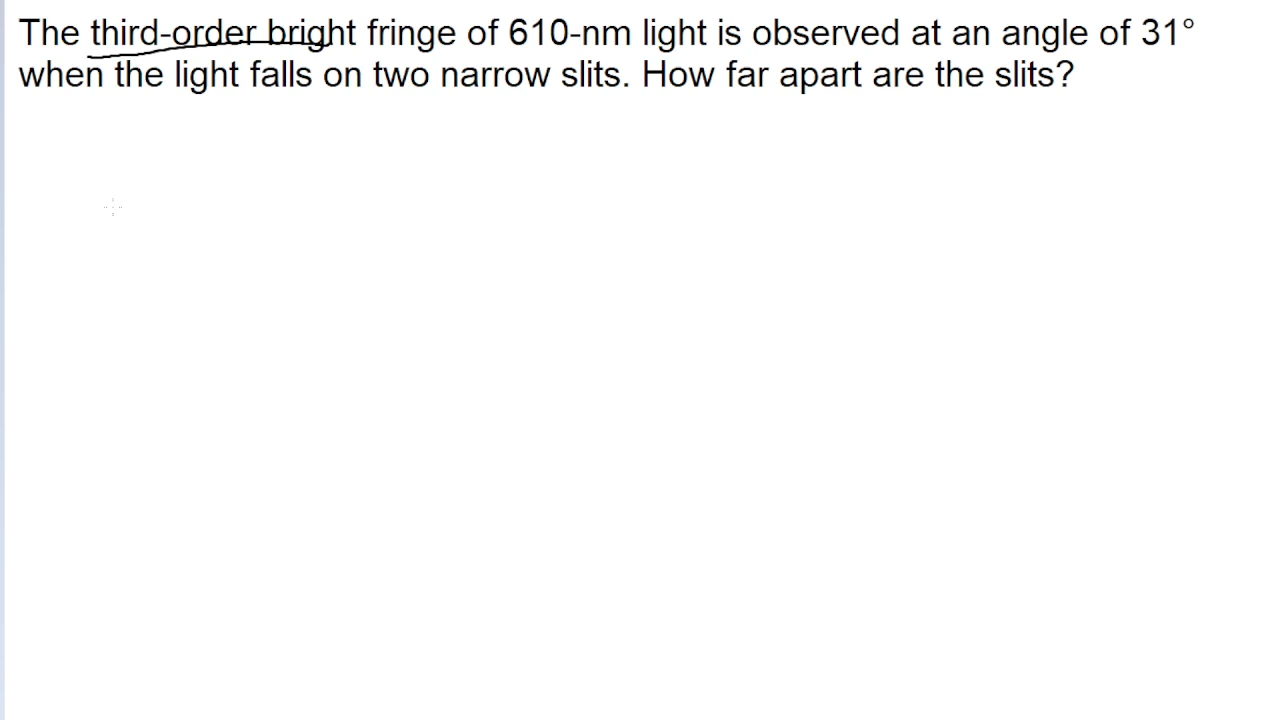 The third-order bright fringe of 610-nm light is observed at an angle of 31°
when the light falls on two narrow slits. How far apart are the slits?